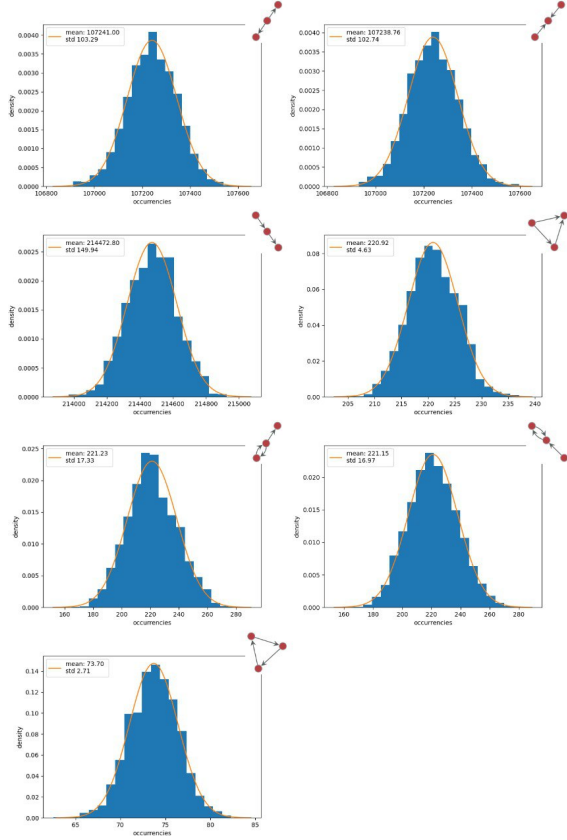 mean: 107241.00
std 103.29
0.0040
0.0035
0.0030
0.0025
0.0020
0.0015
0.0010
0.0005
0.0000
density
106800 107000 107200 107400 107600
occurrencies
mean: 107238.76
std 102.74
0.0040
0.0035
0.0030
0.0025
0.0020
0.0015
0.0010
0.0005
0.0000
density
106800 107000 107200 107400 107600
occurrencies
mean: 214472.80
std 149.94
0.0025
0.0020
0.0015
0.0010
0.0005
0.0000
density
214000 214200 214400 214600 214800 215000
occurrencies
mean: 220.92
std 4.63
0.08
0.06
0.04
0.02
0.00
density
205 210 215 220 225 230 235 240
occurrencies
mean: 221.23
std 17.33
0.025
0.020
0.015
0.010
0.005
0.000
density
160 180 200 220 240 260 280
occurrencies
mean: 221.15
std 16.97
0.020
0.015
0.010
0.005
0.000
density
160 180 200 220 240 260 280
occurrencies
mean: 73.70
std 2.71
0.14
0.12
0.10
0.08
0.06
0.04
0.02
0.00
density
65 70 75 80 85
occurrencies